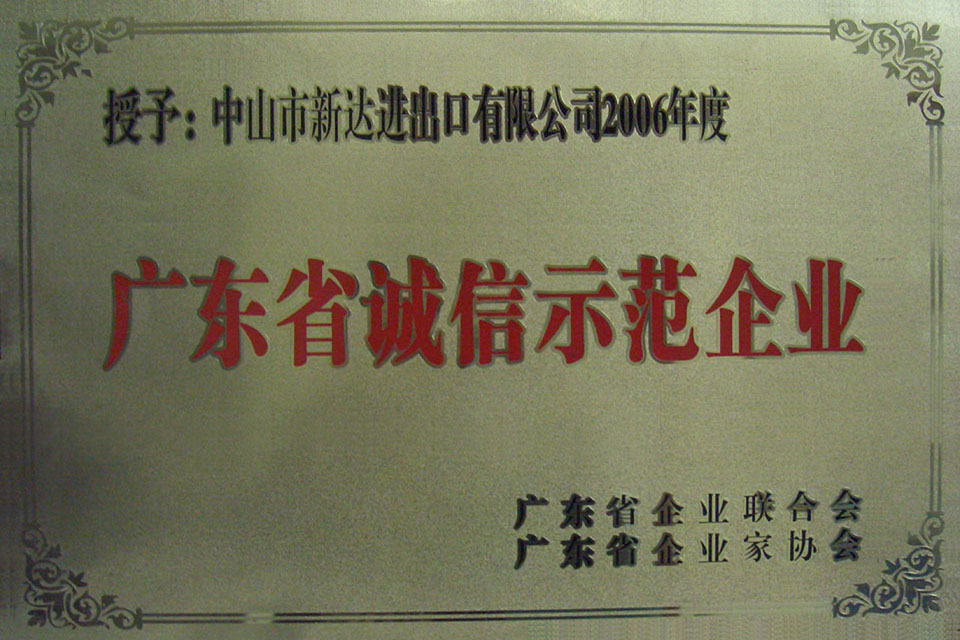 授予：中山市新达进出口有限公司2006年度
广东省诚信示范企业
广东省企业联合会
广东省企业家协会